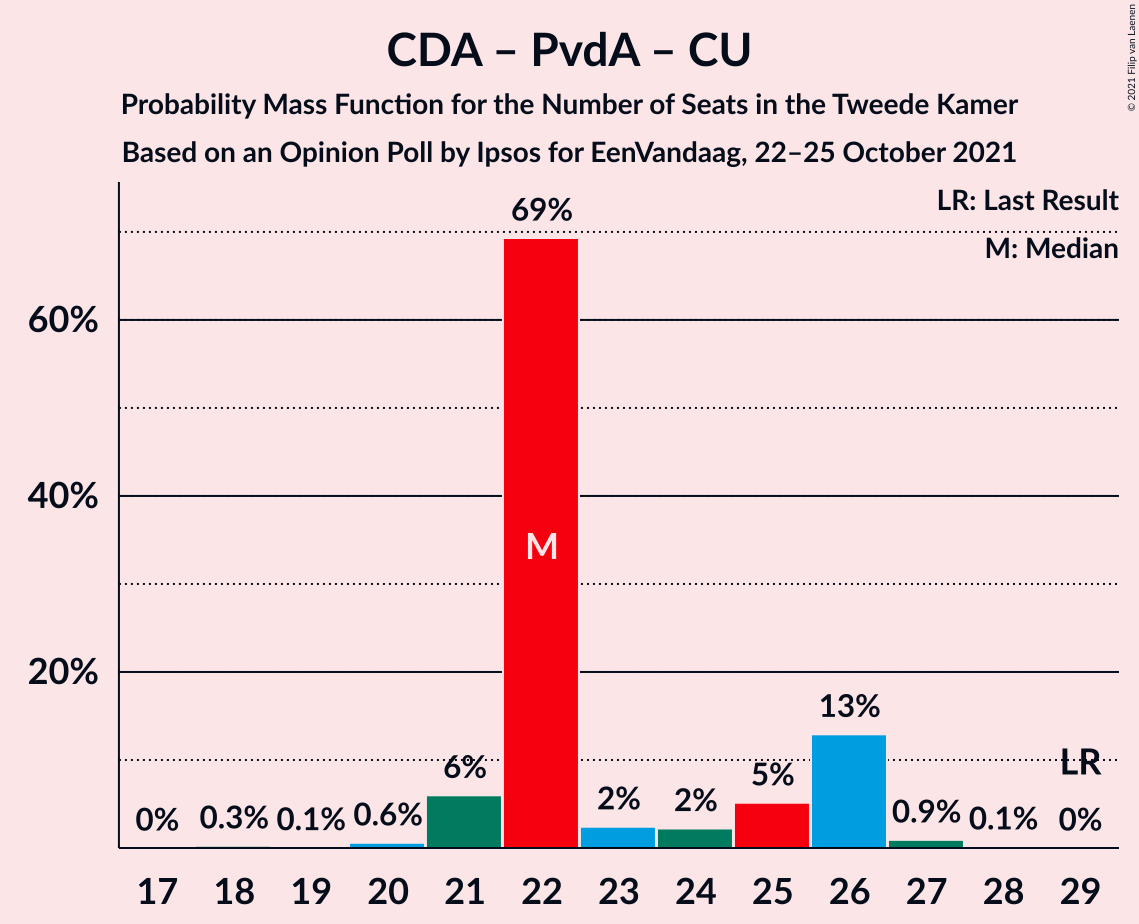 CDA – PvdA – CU
Probability Mass Function for the Number of Seats in the Tweede Kamer
Based on an Opinion Poll by Ipsos for EenVandaag, 22–25 October 2021
© 2021 Filip van Laenen
LR: Last Result
M: Median
60%
40%
20%
0%
0.3%
0.1%
0.6%
6%
69%
M
2%
2%
5%
13%
0.9%
0.1%
LR
0%
17 18 19 20 21 22 23 24 25 26 27 28 29